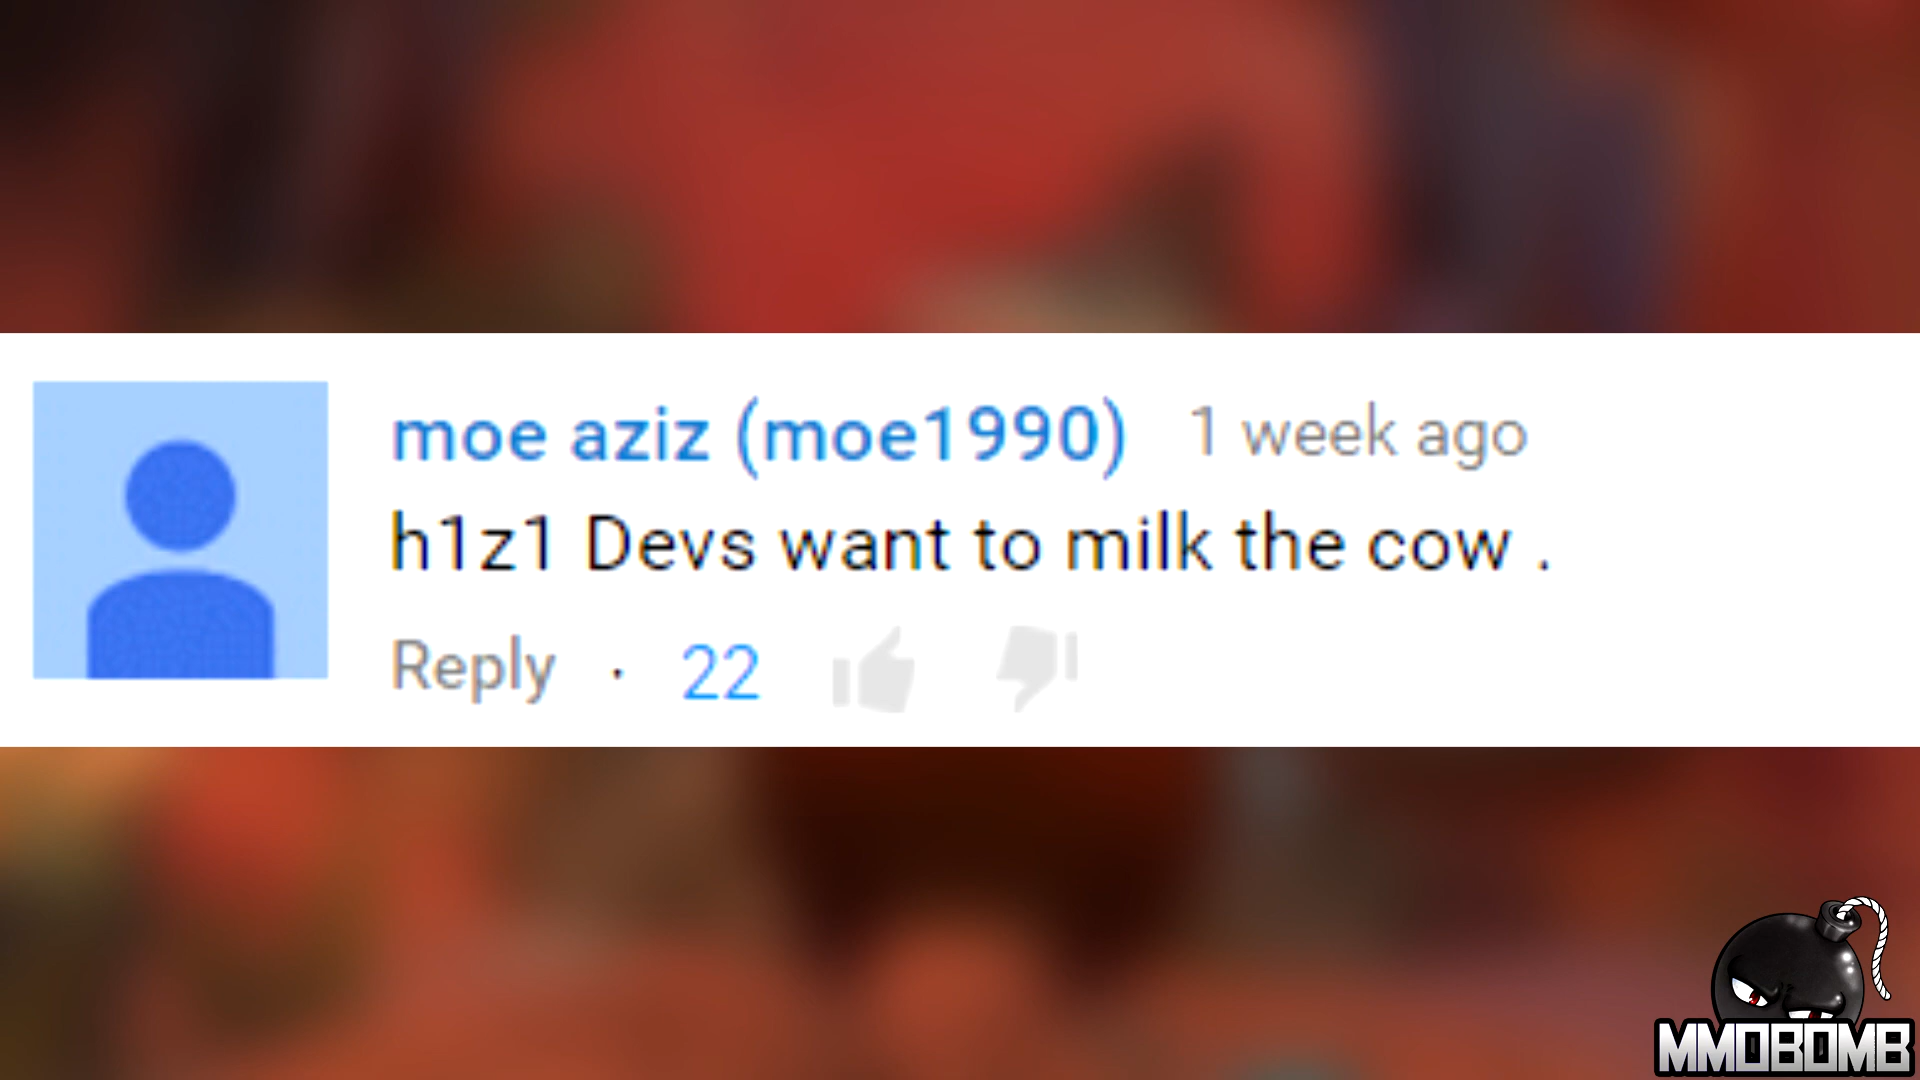 moe aziz (moe1990) 1 week ago
h1z1 Devs want to milk the cow .
Reply · 22
MMOBOMB